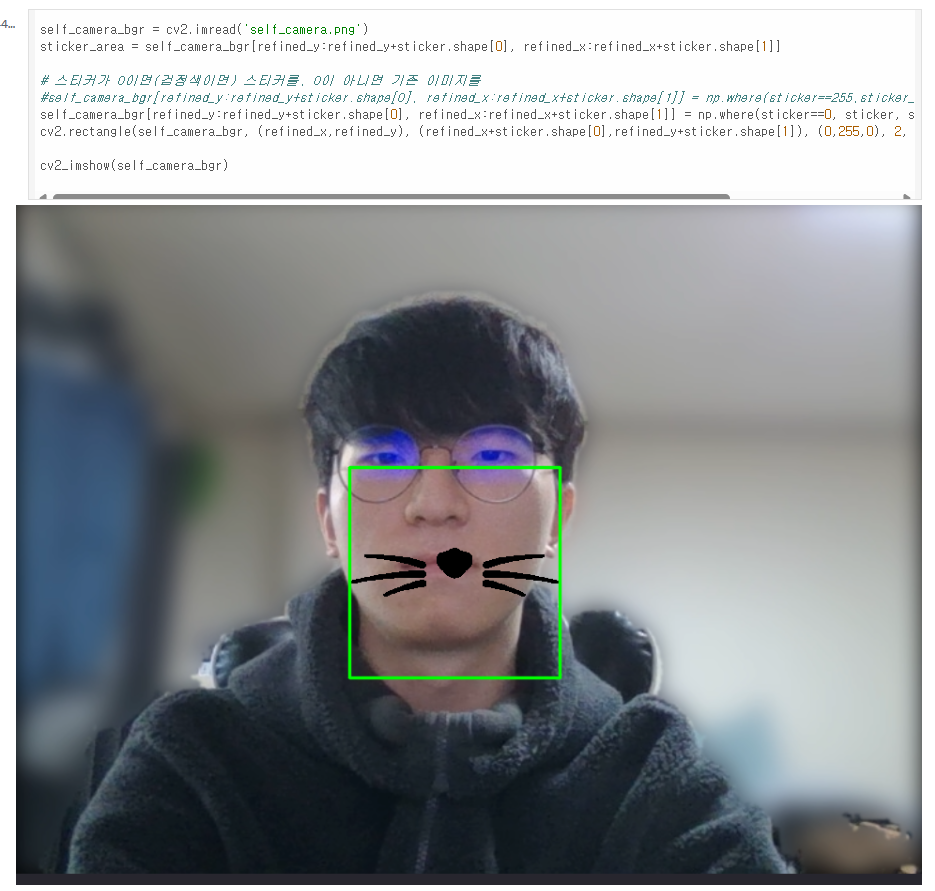 4...
self_camera_bgr = cv2.imread('self_camera.png')
sticker_area = self_camera_bgr[refined_y:refined_y+sticker.shape[0], refined_x:refined_x+sticker.shape[1]]
# 스티커가 0이면(검정색이면) 스티커를, 0이 아니면 기존 이미지를
#self_camera_bgr[refined_y:refined_y+sticker.shape[0], refined_x:refined_x+sticker.shape[1]] = np.where(sticker==255,sticker_
self_camera_bgr[refined_y:refined_y+sticker.shape[0], refined_x:refined_x+sticker.shape[1]] = np.where(sticker==0, sticker, s
cv2.rectangle(self_camera_bgr, (refined_x,refined_y), (refined_x+sticker.shape[0],refined_y+sticker.shape[1]), (0,255,0), 2,
cv2_imshow(self_camera_bgr)